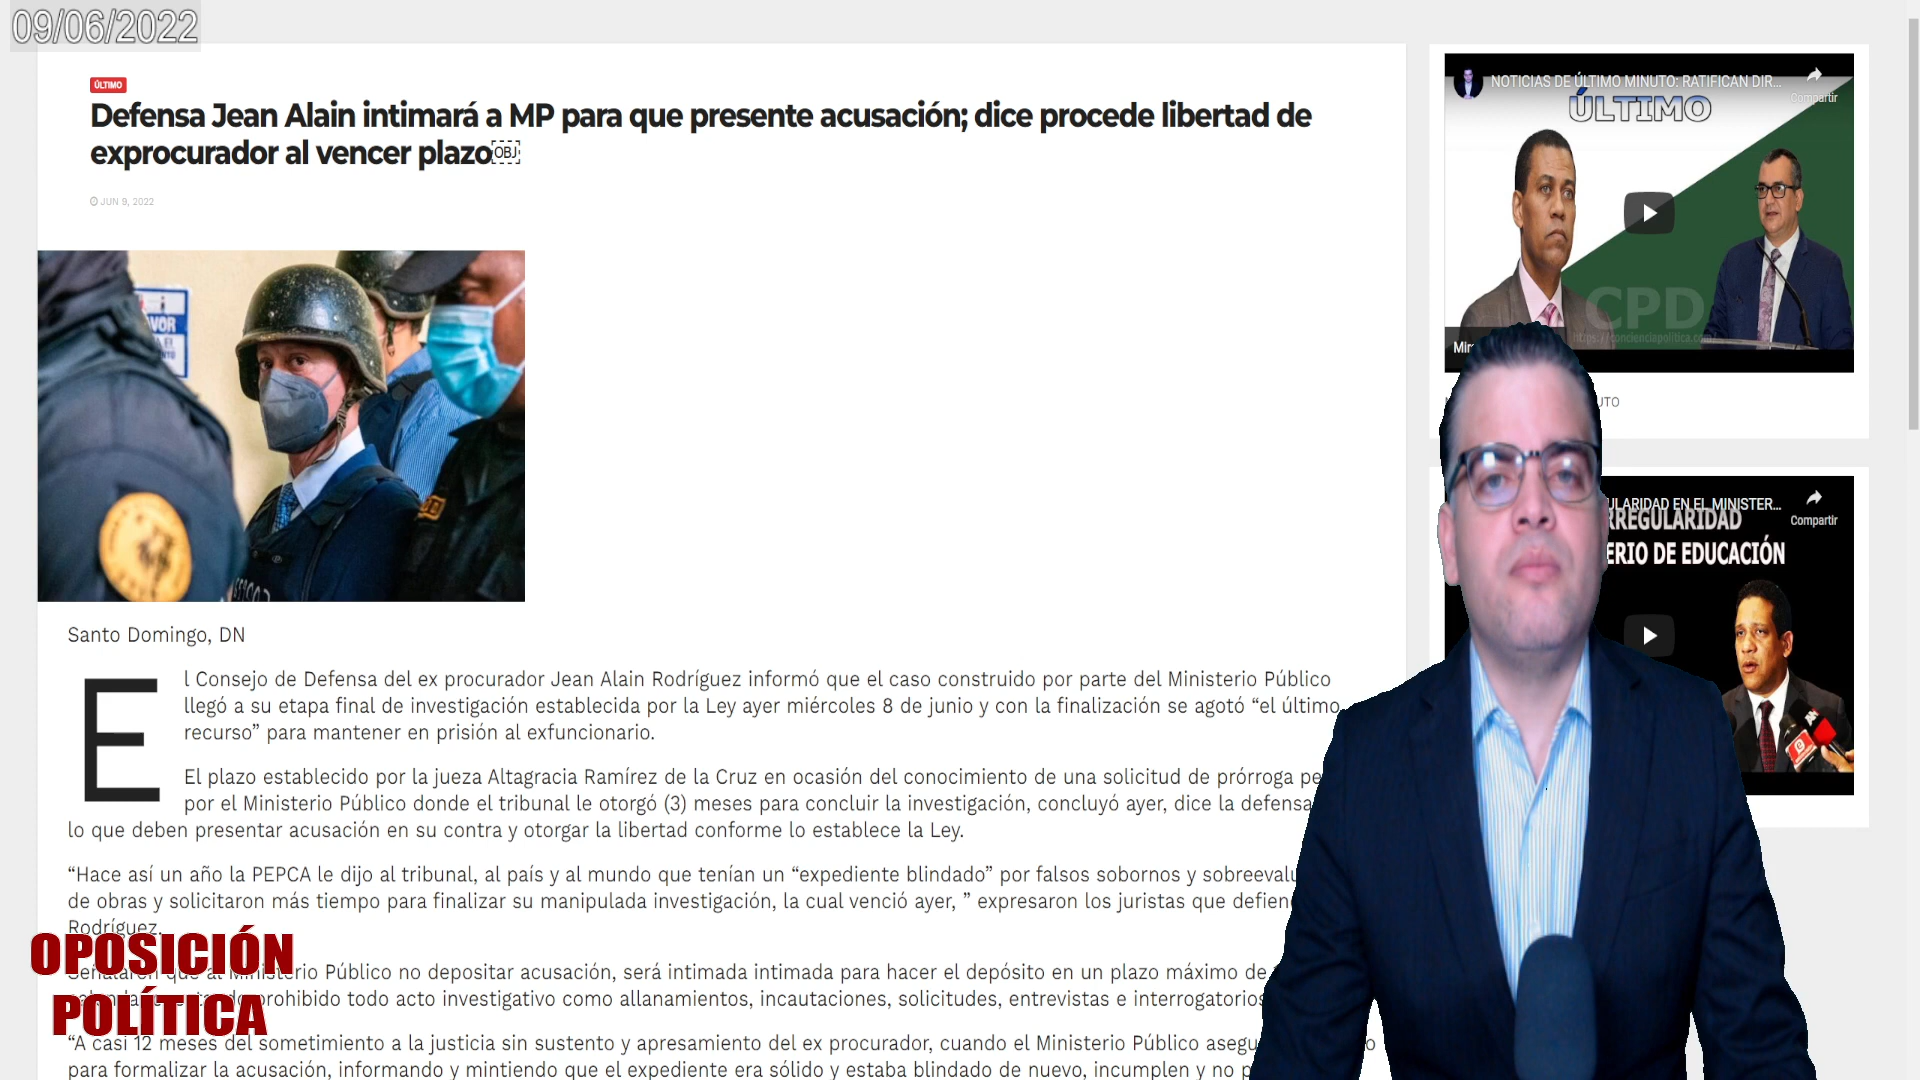 09/06/2022
ÚLTIMO
Defensa Jean Alain intimará a MP para que presente acusación; dice procede libertad de
exprocurador al vencer plazo￼
JUN 9, 2022
Santo Domingo, DN
El Consejo de Defensa del ex procurador Jean Alain Rodríguez informó que el caso construido por parte del Ministerio Público
llegó a su etapa final de investigación establecida por la Ley ayer miércoles 8 de junio y con la finalización se agotó “el último
recurso” para mantener en prisión al exfuncionario.
El plazo establecido por la jueza Altagracia Ramírez de la Cruz en ocasión del conocimiento de una solicitud de prórroga
por el Ministerio Público donde el tribunal le otorgó (3) meses para concluir la investigación, concluyó ayer, dice la defensa
lo que deben presentar acusación en su contra y otorgar la libertad conforme lo establece la Ley.
“Hace así un año la PEPCA le dijo al tribunal, al país y al mundo que tenían un “expediente blindado” por falsos sobornos y
de obras y solicitaron más tiempo para finalizar su manipulada investigación, la cual venció ayer, ” expresaron los juristas que
Rodríguez.
Señalaron que al Ministerio Público no depositar acusación, será intimada intimada para hacer el depósito en un plazo máximo de
prohibido todo acto investigativo como allanamientos, incautaciones, solicitudes, entrevistas e interrogatorios
“A casi 12 meses del sometimiento a la justicia sin sustento y apresamiento del ex procurador, cuando el Ministerio Público
para formalizar la acusación, informando y mintiendo que el expediente era sólido y estaba blindado de nuevo, incumplen y no
OPOSICIÓN
POLÍTICA
NOTICIAS DE ÚLTIMO MINUTO: RATIFICAN DIR...
Compartir
ÚLTIMO
CPD
https://concienciapolitica.com/
ULARIDAD EN EL MINISTER...
Compartir
RREGULARIDAD
ERIO DE EDUCACIÓN